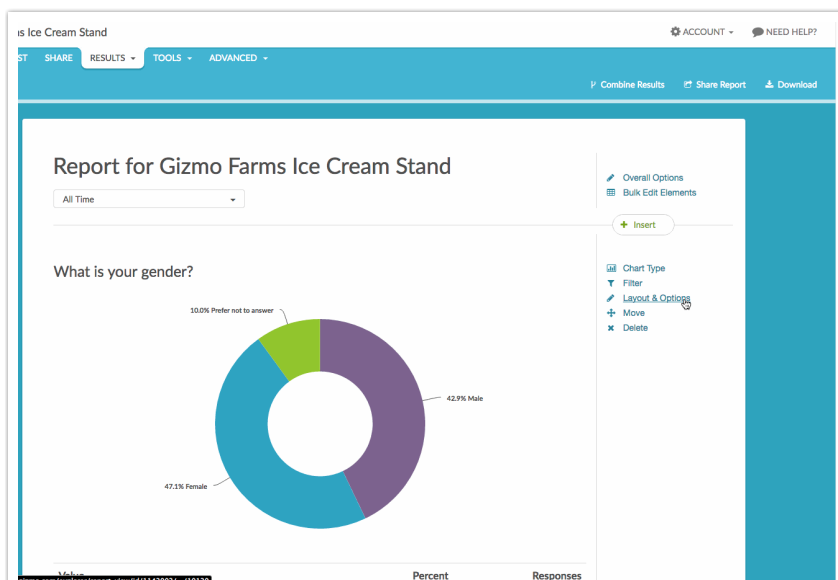 s Ice Cream Stand
ACCOUNT
NEED HELP?
ST
SHARE
RESULTS
TOOLS
ADVANCED
Combine Results
Share Report
Download
Report for Gizmo Farms Ice Cream Stand
All Time
Overall Options
Bulk Edit Elements
+ Insert
What is your gender?
Chart Type
Filter
Layout & Options
Move
Delete
10.0% Prefer not to answer
42.9% Male
47.1% Female
Value
Percent
Responses